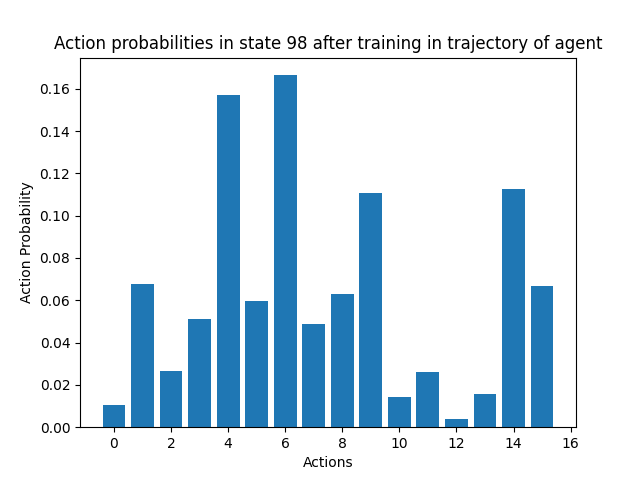 Action probabilities in state 98 after training in trajectory of agent
0.16
0.14
0.12
0.10
0.08
0.06
0.04
0.02
0.00
Action Probability
0 2 4 6 8 10 12 14 16
Actions